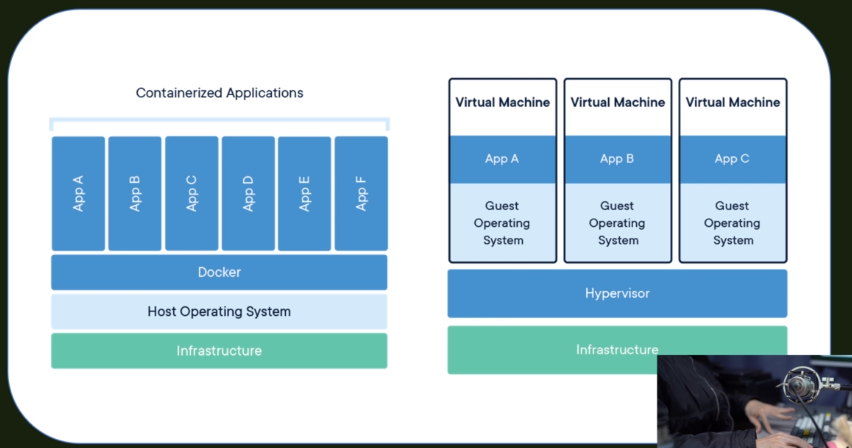 Containerized Applications
App A
App B
App C
App D
App E
App F
Docker
Host Operating System
Infrastructure
Virtual Machine
App A
Guest
Operating
System
Virtual Machine
App B
Guest
Operating
System
Virtual Machine
App C
Guest
Operating
System
Hypervisor
Infrastructure